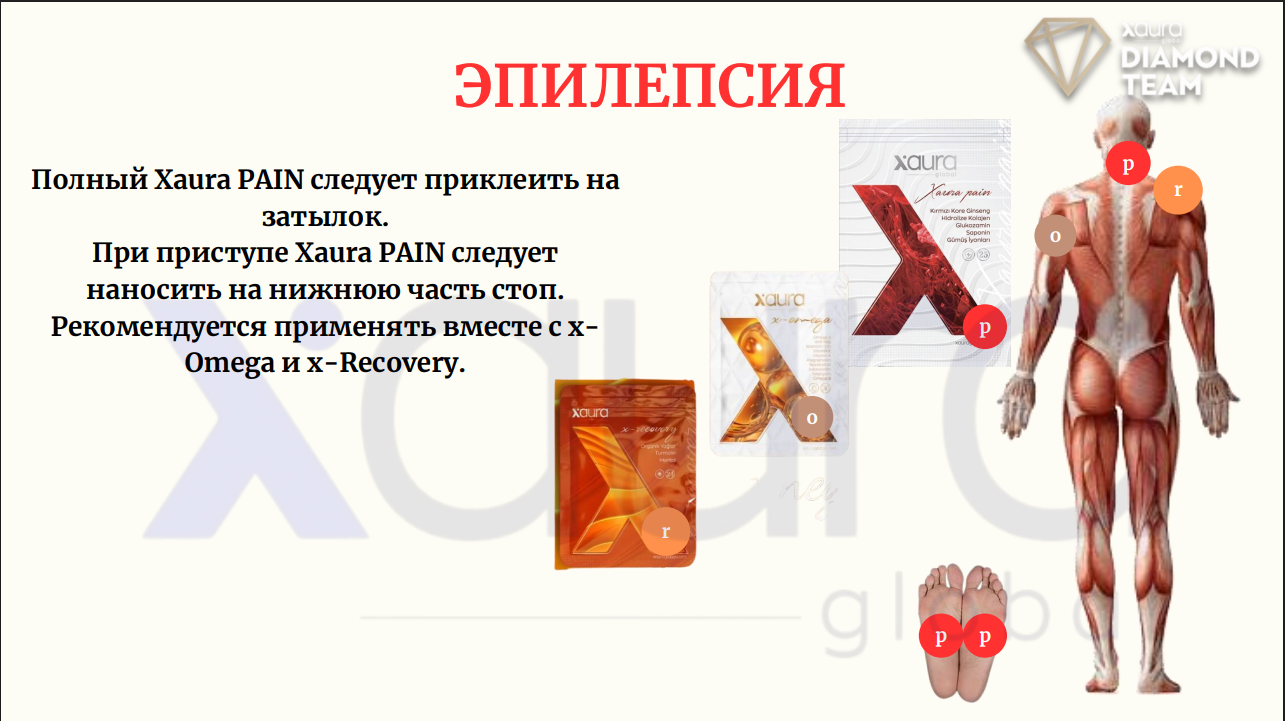 xaura
DIAMOND
TEAM
ЭПИЛЕПСИЯ
Полный Xaura PAIN следует приклеить на
затылок.
При приступе Xaura PAIN следует
наносить на нижнюю часть стоп.
Рекомендуется применять вместе с x-
Omega и x-Recovery.
xaura
global
Xaura pain
Kırmızı Kore Ginseng
Hidrolize Kolajen
Glukozamin
Saponin
Gümüş İyonları
p
xaura
x-omega
o
xaura
x-recovery
r
p
r
o
p
p
xaura
global